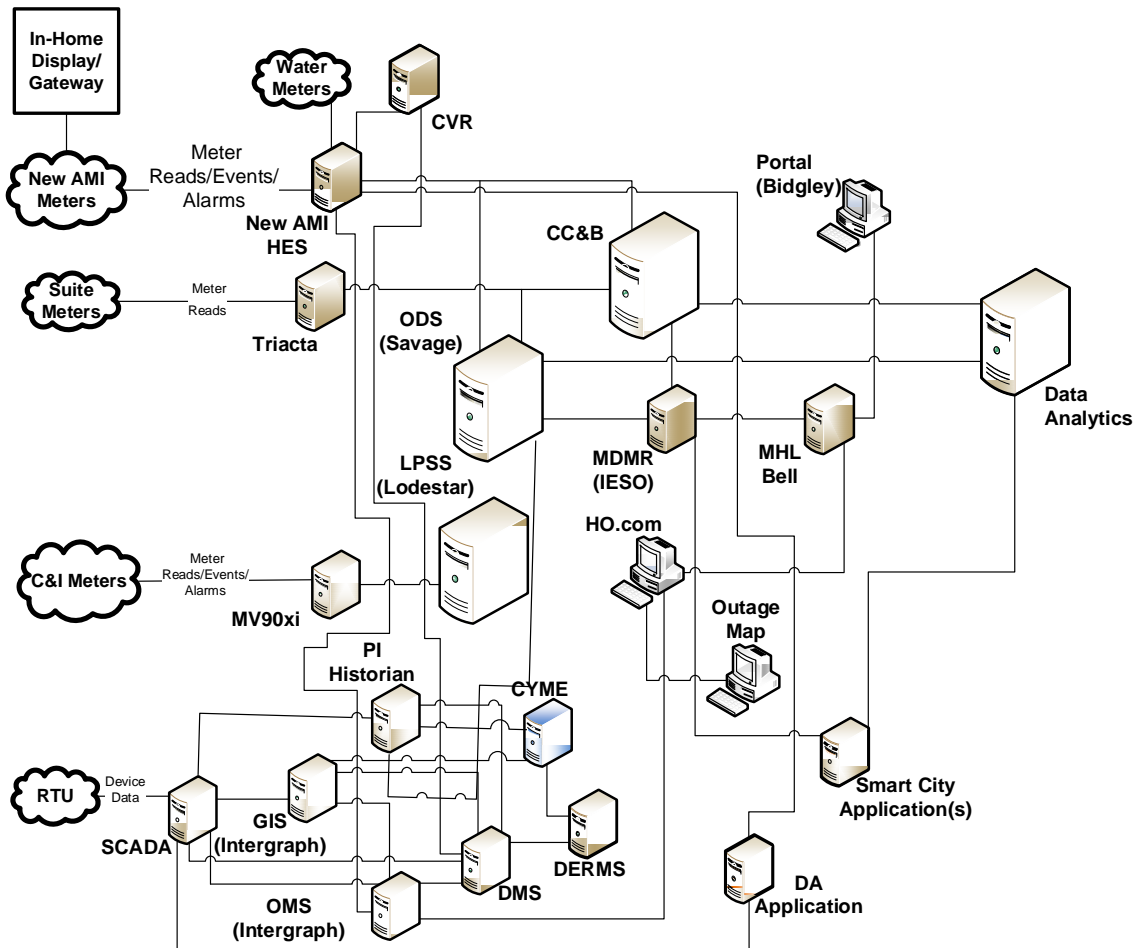 In-Home
Display/
Gateway
Water
Meters
CVR
New AMI
Meters
Meter
Reads/Events/
Alarms
New AMI
HES
Portal
(Bidgley)
CC&B
Suite
Meters
Meter
Reads
Triacta
ODS
(Savage)
Data
Analytics
LPSS
(Lodestar)
MDMR
(IESO)
MHL
Bell
HO.com
C&I Meters
Meter
Reads/Events/
Alarms
MV90xi
Outage
Map
PI
Historian
CYME
RTU
Device
Data
SCADA
GIS
(Intergraph)
Smart City
Application(s)
DERMS
DMS
OMS
(Intergraph)
DA
Application